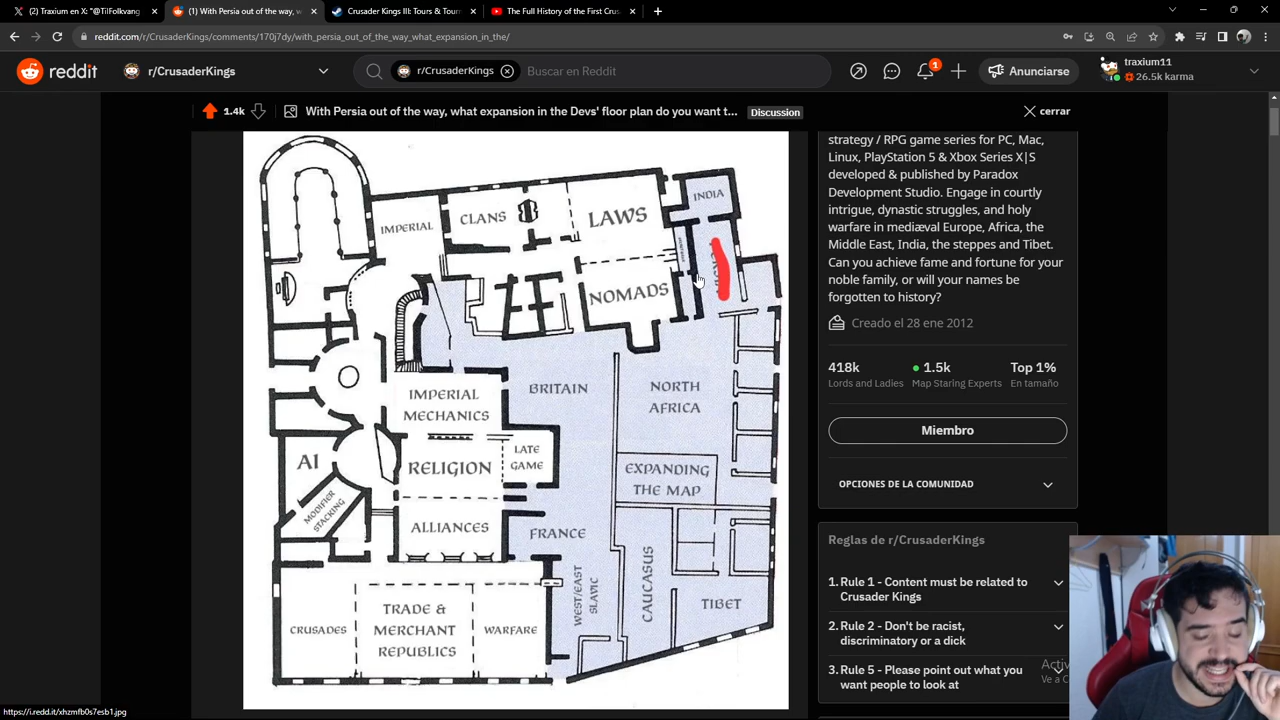 (2) Traxium en X: "@TilFolkvang
(1) With Persia out of the way, w
Crusader Kings III: Tours & Tourn
The Full History of the First Crus
reddit.com/r/CrusaderKings/comments/170j7dy/with_persia_out_of_the_way_what_expansion_in_the/
reddit
r/CrusaderKings
r/CrusaderKings
Buscar en Reddit
1
Anunciarse
traxium11
26.5k karma
1.4k
With Persia out of the way, what expansion in the Devs' floor plan do you want t...
Discussion
cerrar
INDIA
IMPERIAL
CLANS
LAWS
NOMADS
IMPERIAL
MECHANICS
BRITAIN
NORTH
AFRICA
AI
RELIGION
LATE
GAME
EXPANDING
THE MAP
MODIFIER
STACKING
ALLIANCES
FRANCE
WEST/EAST
SLAVIC
CAUCASUS
TIBET
CRUSADES
TRADE &
MERCHANT
REPUBLICS
WARFARE
strategy / RPG game series for PC, Mac,
Linux, PlayStation 5 & Xbox Series X|S
developed & published by Paradox
Development Studio. Engage in courtly
intrigue, dynastic struggles, and holy
warfare in mediæval Europe, Africa, the
Middle East, India, the steppes and Tibet.
Can you achieve fame and fortune for your
noble family, or will your names be
forgotten to history?
Creado el 28 ene 2012
418k
1.5k
Top 1%
Lords and Ladies
Map Staring Experts
En tamaño
Miembro
OPCIONES DE LA COMUNIDAD
Reglas de r/CrusaderKings
1. Rule 1 - Content must be related to
Crusader Kings
2. Rule 2 - Don't be racist,
discriminatory or a dick
3. Rule 5 - Please point out what you
want people to look at
Activ
Ve a C
https://i.redd.it/xhzmfb0s7esb1.jpg